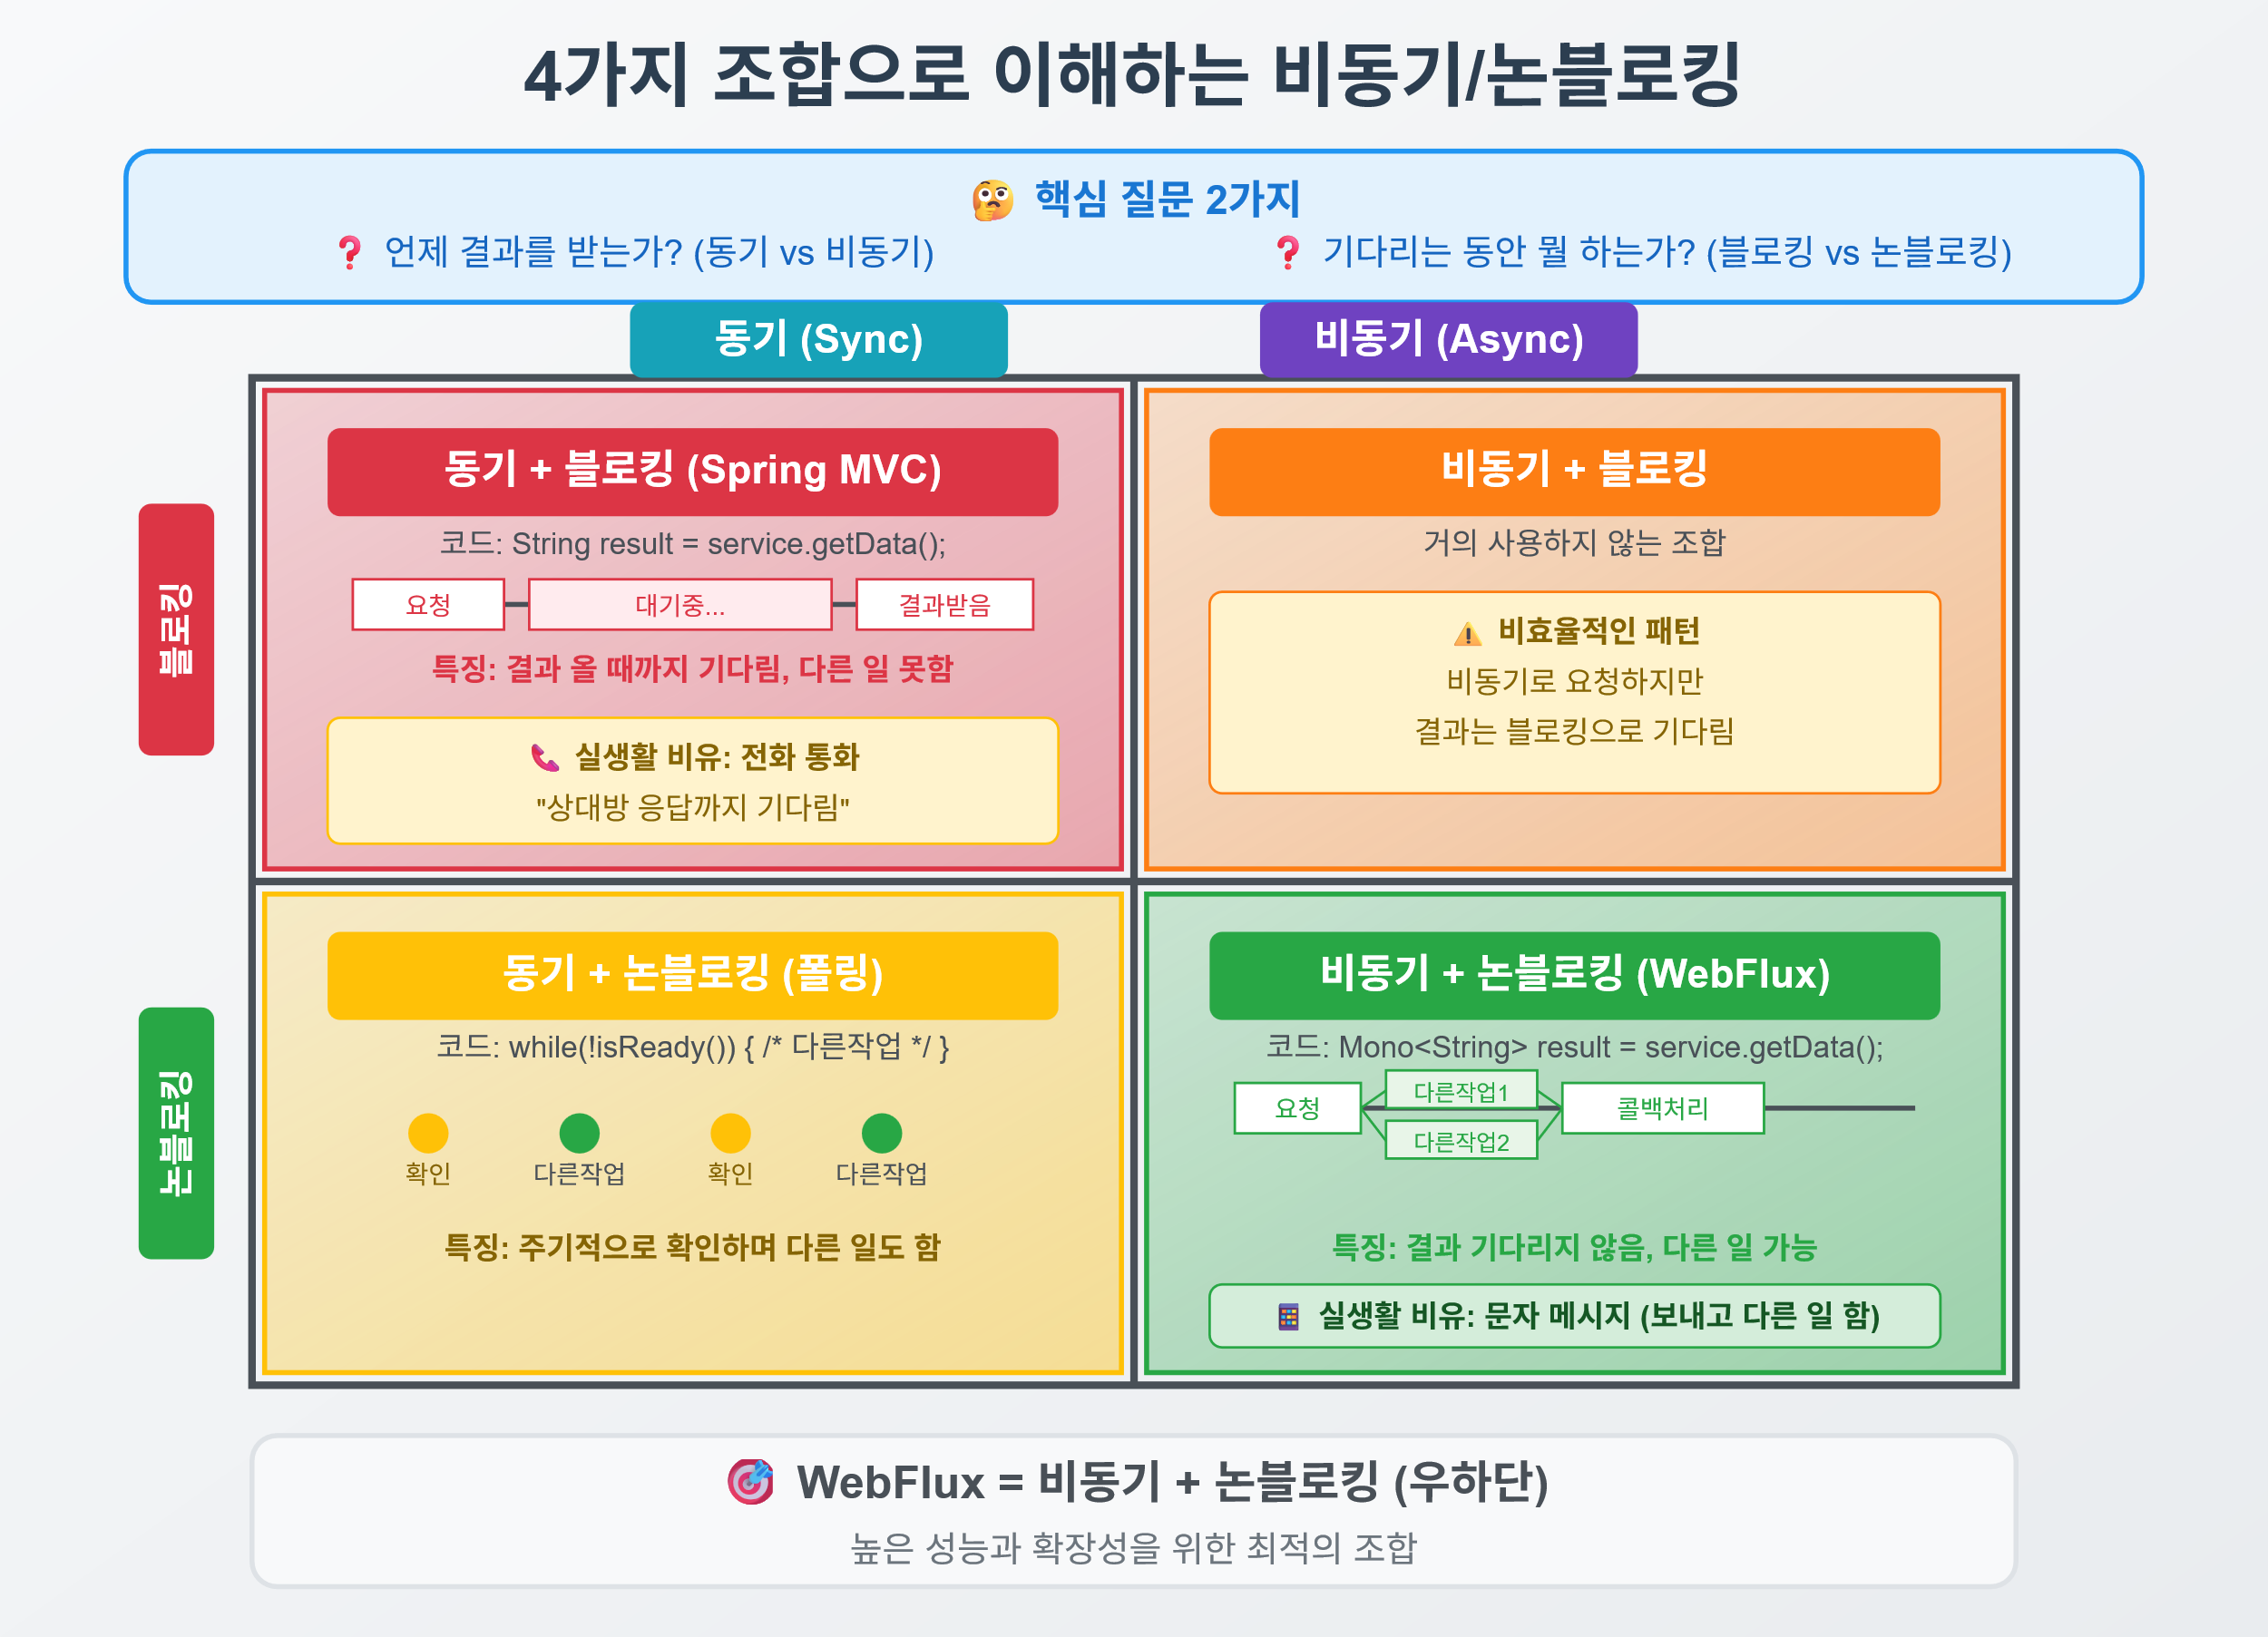 4가지 조합으로 이해하는 비동기/논블로킹
🤔 핵심 질문 2가지
❓ 언제 결과를 받는가? (동기 vs 비동기)
❓ 기다리는 동안 뭘 하는가? (블로킹 vs 논블로킹)
동기 (Sync)
비동기 (Async)
블로킹
동기 + 블로킹 (Spring MVC)
코드: String result = service.getData();
요청
대기중...
결과받음
특징: 결과 올 때까지 기다림, 다른 일 못함
📞 실생활 비유: 전화 통화
"상대방 응답까지 기다림"
비동기 + 블로킹
거의 사용하지 않는 조합
⚠️ 비효율적인 패턴
비동기로 요청하지만
결과는 블로킹으로 기다림
논블로킹
동기 + 논블로킹 (폴링)
코드: while(!isReady()) { /* 다른작업 */ }
확인
다른작업
확인
다른작업
특징: 주기적으로 확인하며 다른 일도 함
비동기 + 논블로킹 (WebFlux)
코드: Mono<String> result = service.getData();
요청
다른작업1
다른작업2
콜백처리
특징: 결과 기다리지 않음, 다른 일 가능
📱 실생활 비유: 문자 메시지 (보내고 다른 일 함)
🎯 WebFlux = 비동기 + 논블로킹 (우하단)
높은 성능과 확장성을 위한 최적의 조합